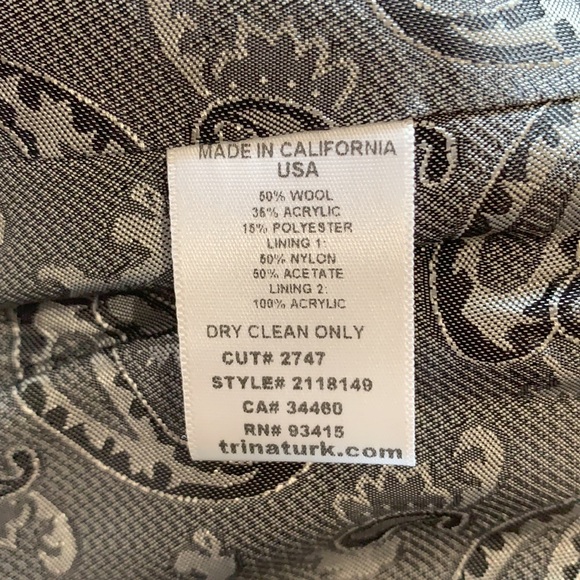 MADE IN CALIFORNIA
USA
50% WOOL
35% ACRYLIC
15% POLYESTER
LINING 1:
50% NYLON
50% ACETATE
LINING 2:
100% ACRYLIC
DRY CLEAN ONLY
CUT# 2747
STYLE# 2118149
CA# 34460
RN# 93415
trinaturk.com